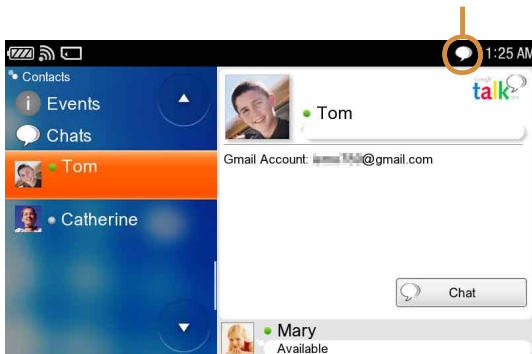 1:25 AM
Contacts
Events
Chats
Tom
Catherine
Google
talk
Tom
Gmail Account: @gmail.com
Chat
Mary
Available